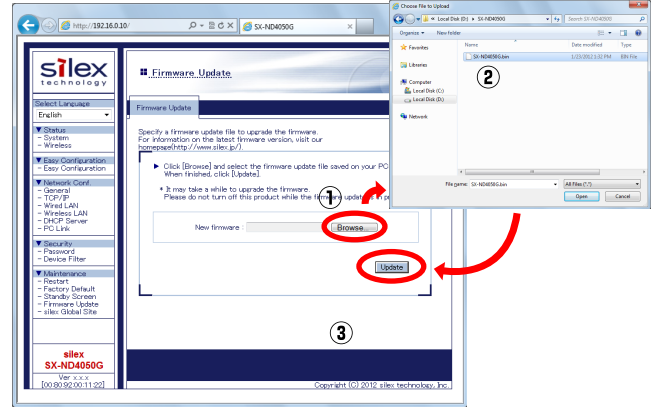 http://192.16.0.10/
SX-ND4050G
silex
technology
Select Language
English
▼ Status
- System
- Wireless
▼ Easy Configuration
- Easy Configuration
▼ Network Conf.
- General
- TCP/IP
- Wired LAN
- Wireless LAN
- DHCP Server
- PC Link
▼ Security
- Password
- Device Filter
▼ Maintenance
- Restart
- Factory Default
- Standby Screen
- Firmware Update
- silex Global Site
silex
SX-ND4050G
Ver x.x.x
[00:80:92:00:11:22]
Firmware Update
Firmware Update
Specify a firmware update file to upgrade the firmware.
For information on the latest firmware version, visit our
homepage(http://www.silex.jp/).
Click [Browse] and select the firmware update file saved on your PC
When finished, click [Update].
* It may take a while to upgrade the firmware.
Please do not turn off this product while the firmware update is in p
①
New firmware :
Browse...
Update
③
Copyright (C) 2012 silex technology, Inc.
Choose File to Upload
« Local Disk (D:) ▸ SX-ND4050G
Search SX-ND4050G
Organize ▾ New folder
Name Date modified Type
Favorites
SX-ND4050G.bin 1/23/2012 1:32 PM BIN File
②
Libraries
Computer
Local Disk (C:)
Local Disk (D:)
Network
File name: SX-ND4050G.bin
All Files (*.*)
Open
Cancel